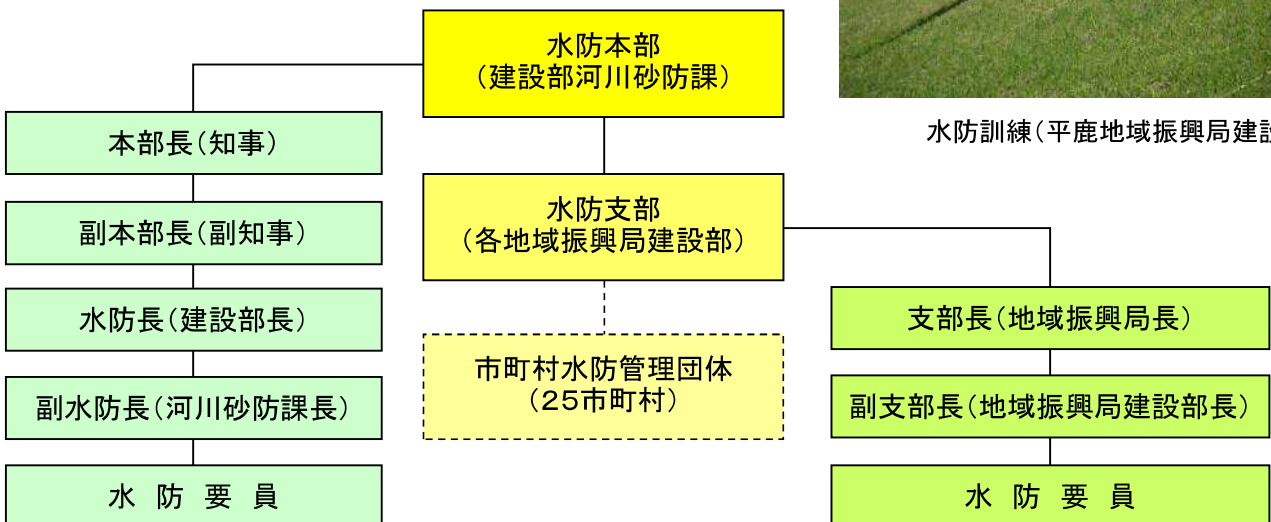 水防本部
（建設部河川砂防課）
本部長（知事）
副本部長（副知事）
水防長（建設部長）
副水防長（河川砂防課長）
水 防 要 員
水防支部
（各地域振興局建設部）
市町村水防管理団体
（25市町村）
水防訓練（平鹿地域振興局建設
支部長（地域振興局長）
副支部長（地域振興局建設部長）
水 防 要 員